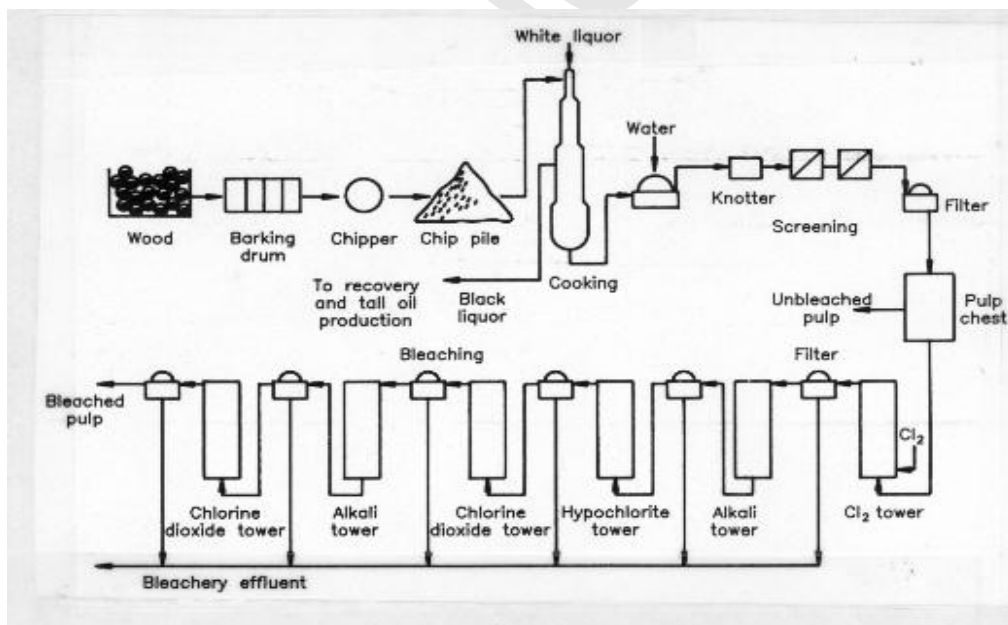 White liquor
Water
Knotter
Filter
Wood
Barking
drum
Chipper
Chip pile
Screening
Cooking
To recovery
and tall oil
production
Black
liquor
Unbleached
pulp
Pulp
chest
Bleaching
Filter
Bleached
pulp
Cl₂
Chlorine
dioxide tower
Alkali
tower
Chlorine
dioxide tower
Hypochlorite
tower
Alkali
tower
Cl₂ tower
Bleachery effluent